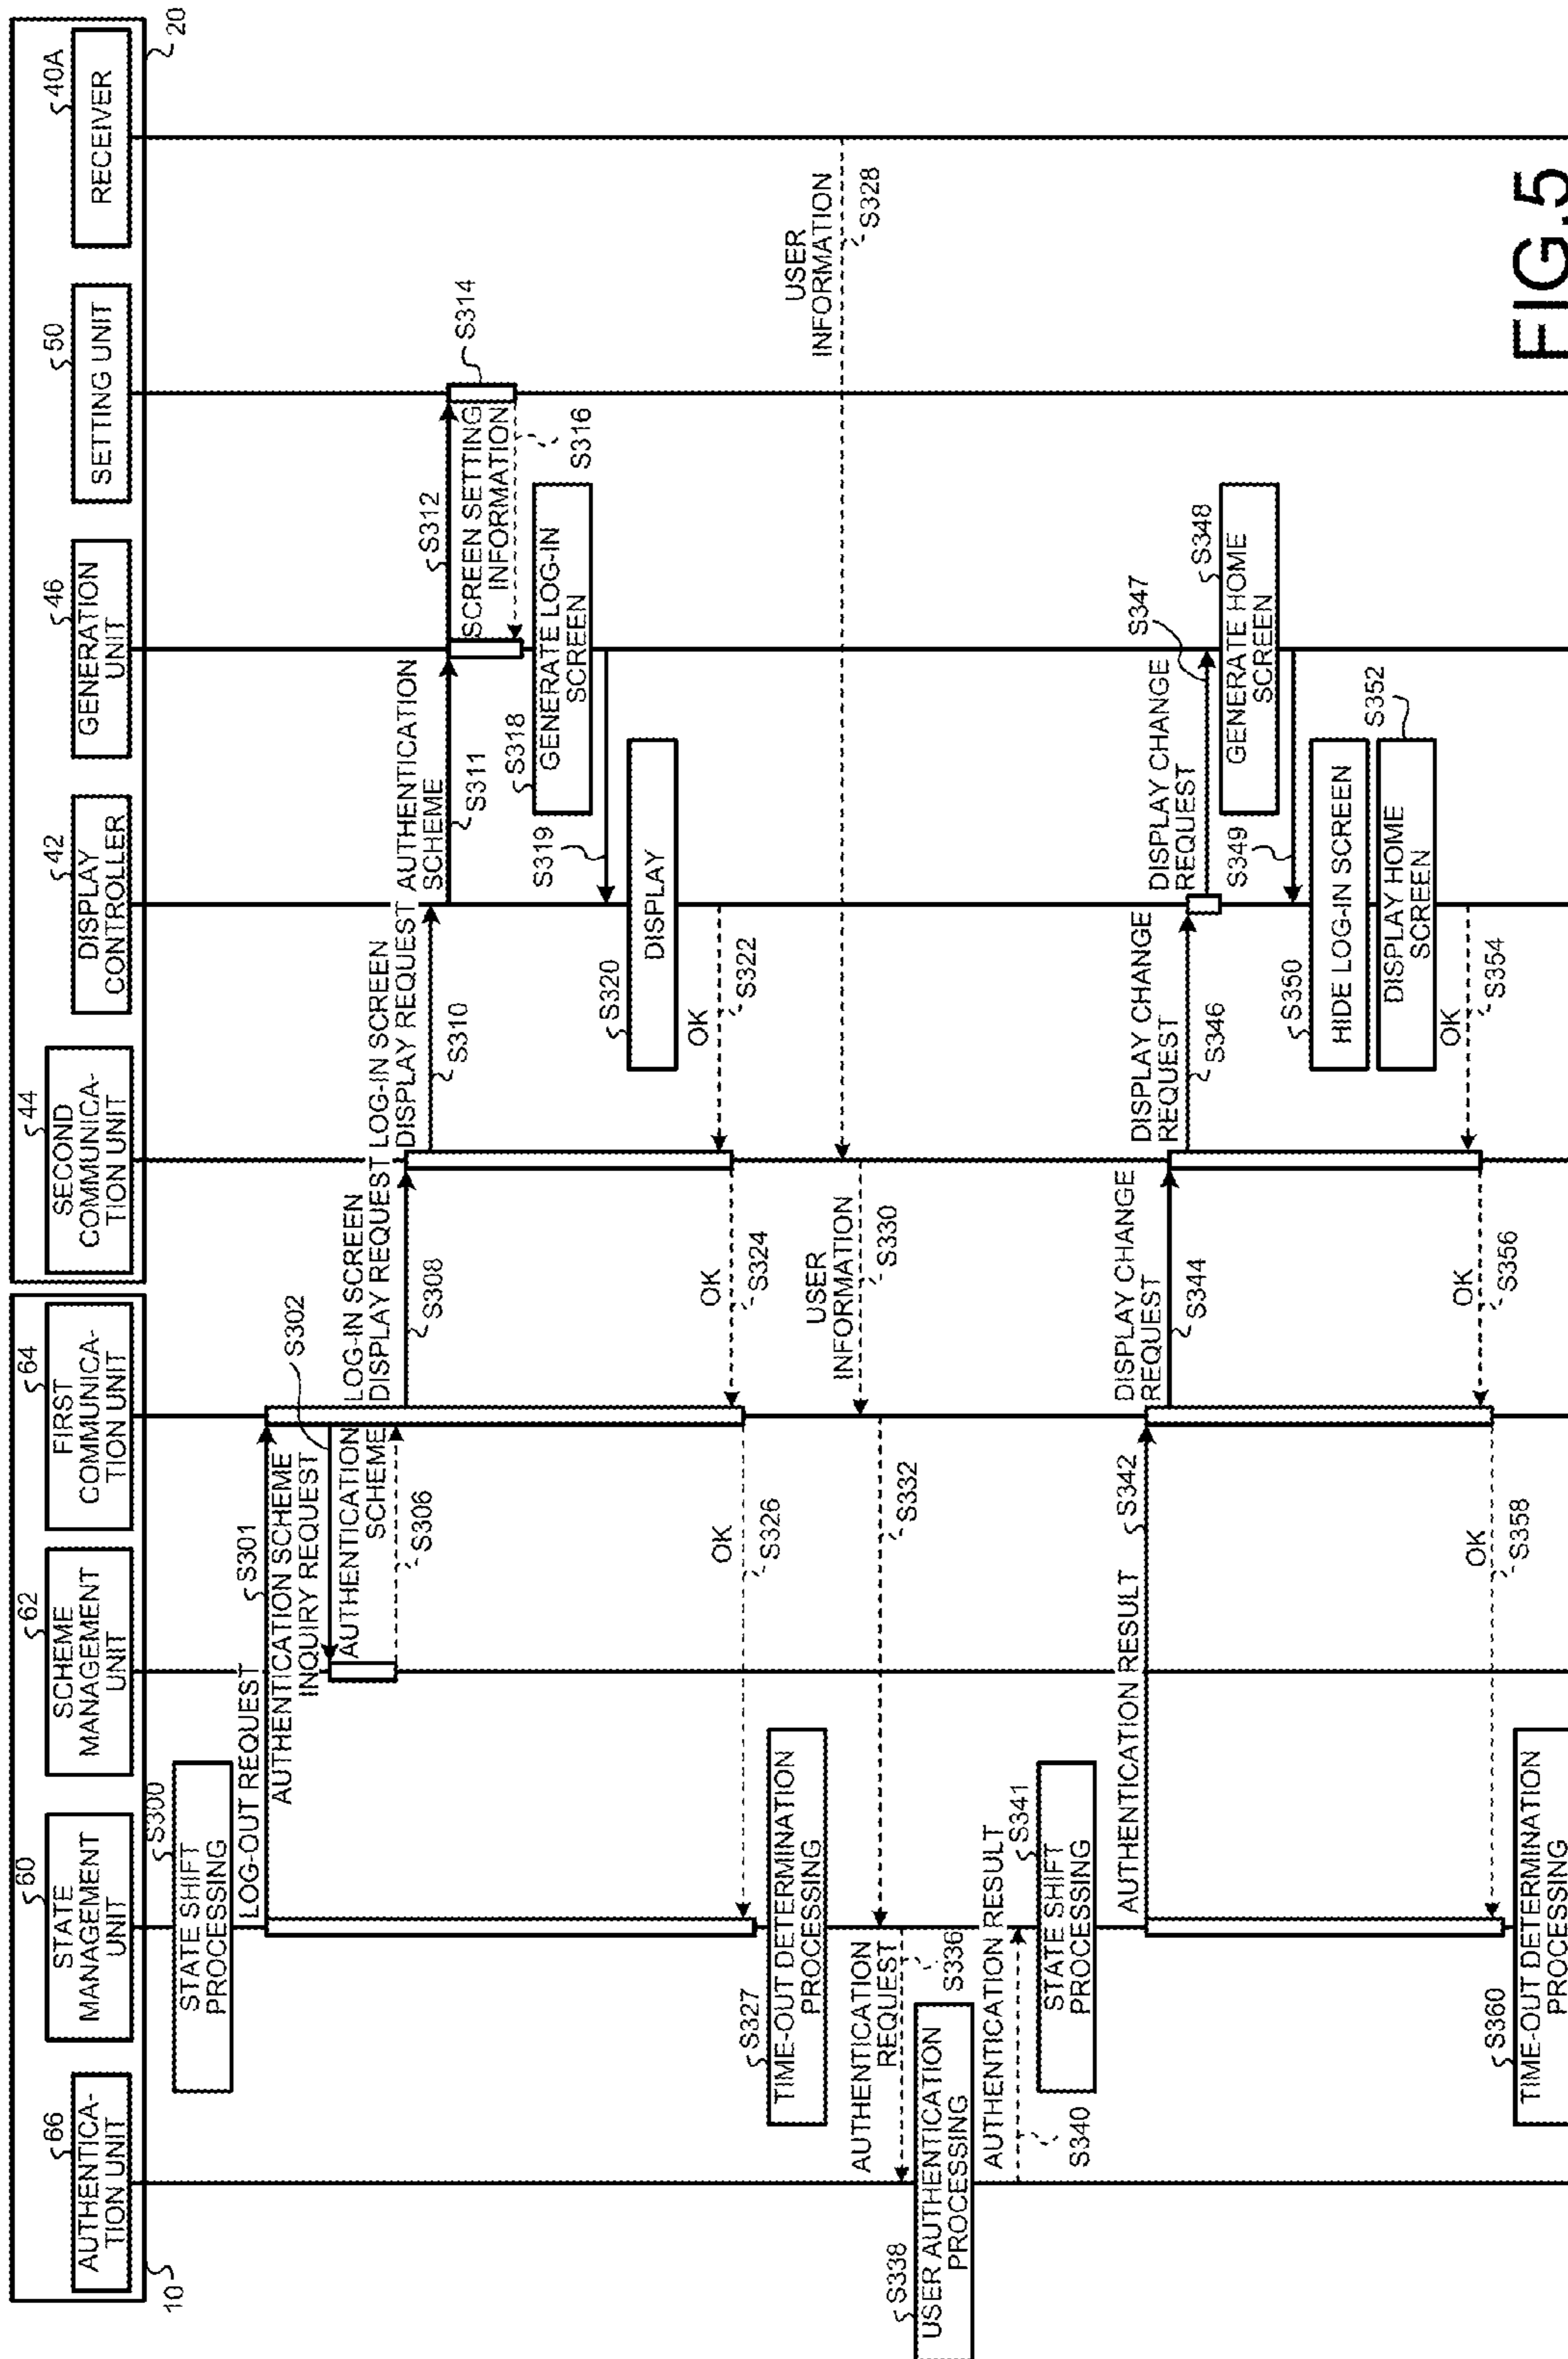 10
20
66
AUTHENTICA-
TION UNIT
60
STATE
MANAGEMENT
UNIT
62
SCHEME
MANAGEMENT
UNIT
64
FIRST
COMMUNICA-
TION UNIT
44
SECOND
COMMUNICA-
TION UNIT
42
DISPLAY
CONTROLLER
46
GENERATION
UNIT
50
SETTING UNIT
40A
RECEIVER
S300
STATE SHIFT
PROCESSING
LOG-OUT REQUEST
S301
AUTHENTICATION SCHEME
INQUIRY REQUEST
S302
AUTHENTICATION
SCHEME
S306
LOG-IN SCREEN
DISPLAY REQUEST
S308
LOG-IN SCREEN
DISPLAY REQUEST
S310
AUTHENTICATION
SCHEME
S311
S312
S314
SCREEN SETTING
INFORMATION
S316
S318
GENERATE LOG-IN
SCREEN
S319
S320
DISPLAY
OK
S322
OK
S324
OK
S326
S327
TIME-OUT DETERMINATION
PROCESSING
USER
INFORMATION
S328
USER
INFORMATION
S330
S332
AUTHENTICATION
REQUEST
S336
S338
USER AUTHENTICATION
PROCESSING
AUTHENTICATION RESULT
S340
S341
STATE SHIFT
PROCESSING
AUTHENTICATION RESULT
S342
DISPLAY CHANGE
REQUEST
S344
DISPLAY CHANGE
REQUEST
S346
DISPLAY CHANGE
REQUEST
S347
S348
GENERATE HOME
SCREEN
S349
S350
HIDE LOG-IN SCREEN
S352
DISPLAY HOME
SCREEN
OK
S354
OK
S356
OK
S358
S360
TIME-OUT DETERMINATION
PROCESSING
FIG.5